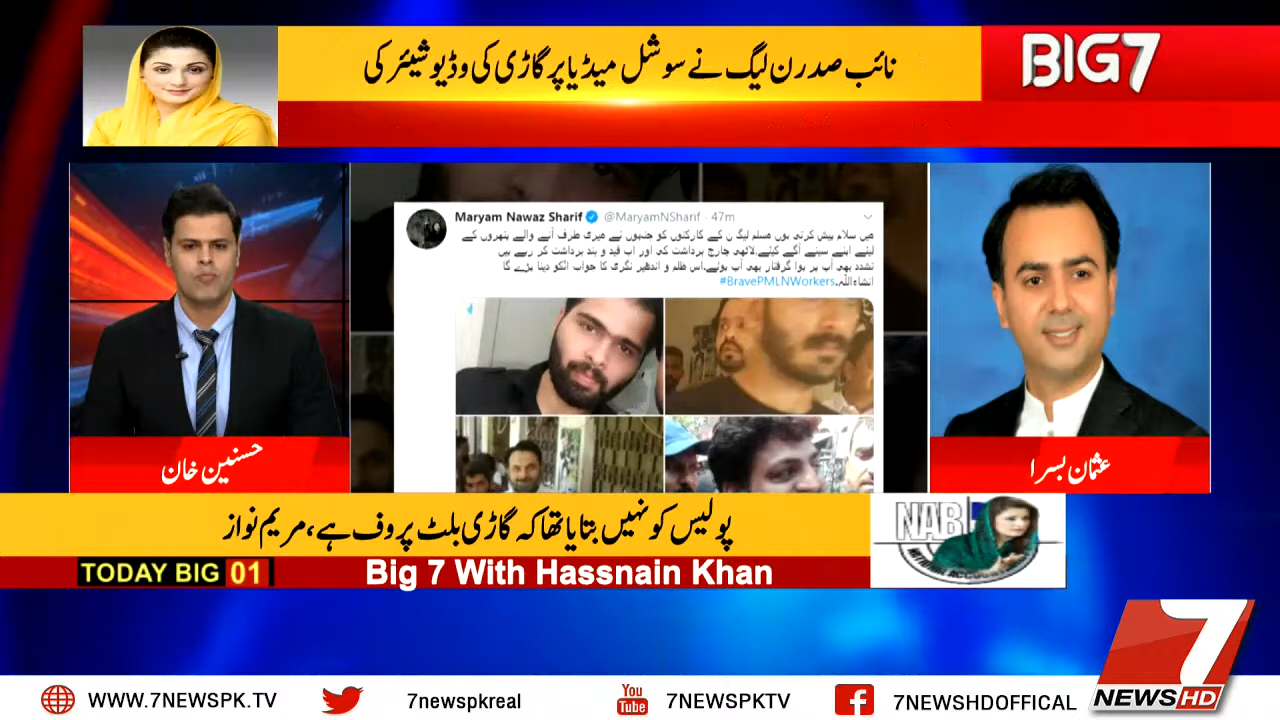 نائب صدر ن لیگ نے سوشل میڈیا پر گاڑی کی وڈیو شیئر کی
BIG7
Maryam Nawaz Sharif @MaryamNSharif · 47m
میں سلام پیش کرتی ہوں مسلم لیگ ن کے کارکنوں کو جنہوں نے میری طرف آنے والے پتھروں کے
لیئے اپنے سینے آگے کیئے۔لاٹھی چارج برداشت کی اور اب قید و بند برداشت کر رہے ہیں
تشدد بھی آپ پر ہوا گرفتار بھی آپ ہوئے۔اس ظلم و اندھیر نگری کا جواب انکو دینا پڑے گا
انشاءاللہ۔#BravePMLNWorkers
حسنین خان
عثمان بسرا
پولیس کو نہیں بتایا تھا کہ گاڑی بلٹ پروف ہے، مریم نواز
NAB
TODAY BIG 01
Big 7 With Hassnain Khan
7
NEWS HD
WWW.7NEWSPK.TV
7newspkreal
You Tube
7NEWSPKTV
7NEWSHDOFFICAL